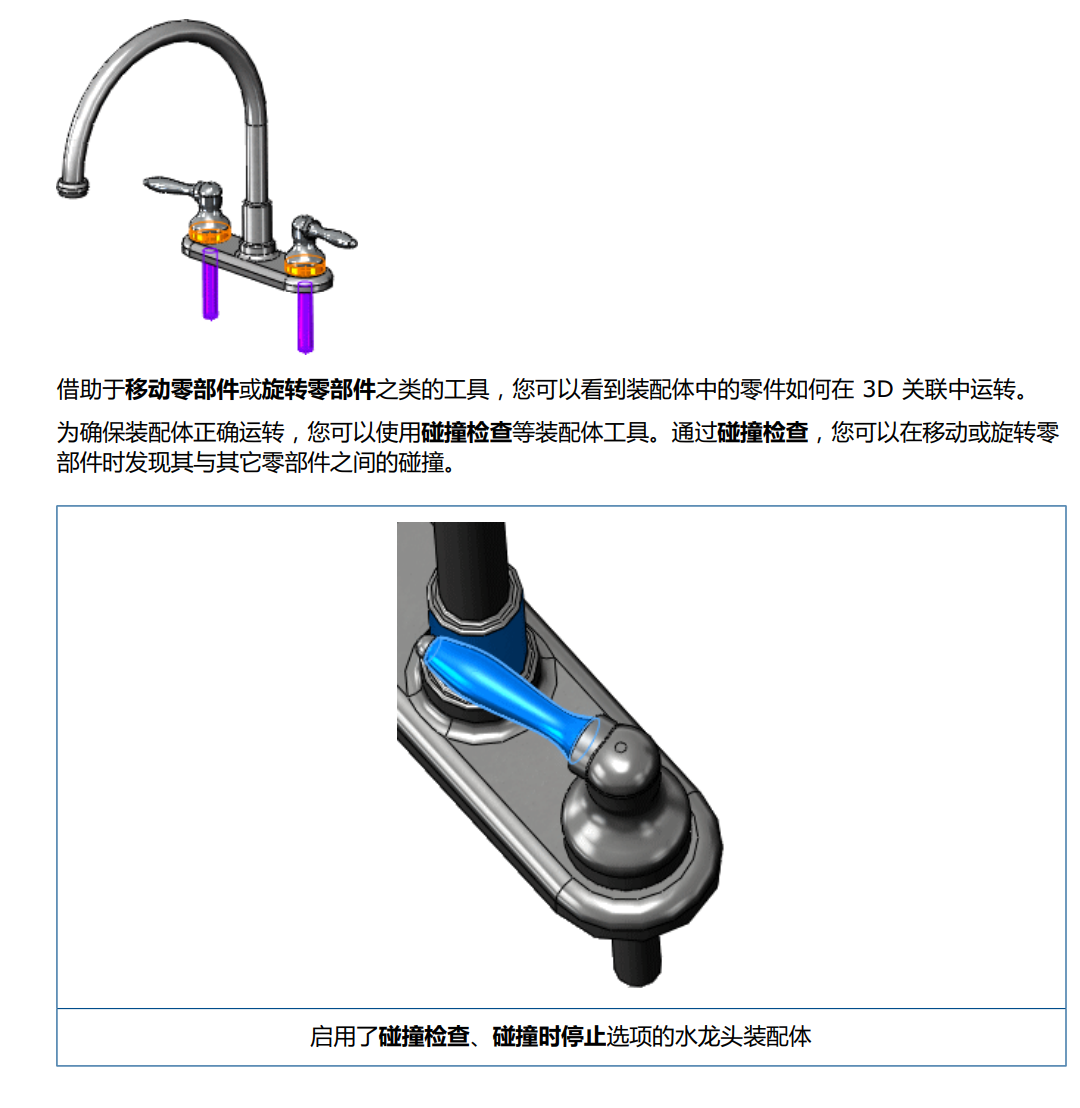 借助于移动零部件或旋转零部件之类的工具，您可以看到装配体中的零件如何在 3D 关联中运转。
为确保装配体正确运转，您可以使用碰撞检查等装配体工具。通过碰撞检查，您可以在移动或旋转零
部件时发现其与其它零部件之间的碰撞。
启用了碰撞检查、碰撞时停止选项的水龙头装配体